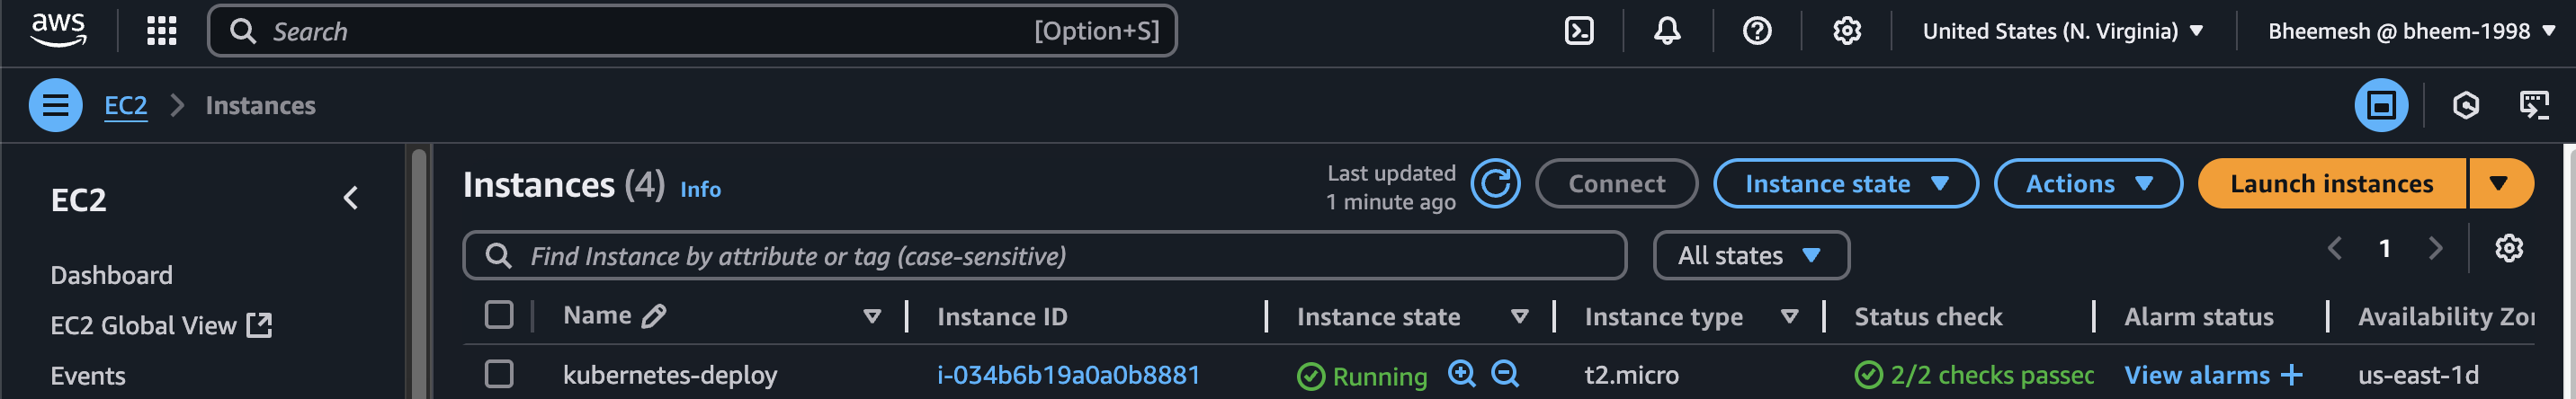 aws
Search [Option+S] United States (N. Virginia) Bheemesh @ bheem-1998
EC2 Instances
EC2
Dashboard
EC2 Global View
Events
Instances (4) Info
Last updated
1 minute ago
Connect Instance state Actions Launch instances
Find Instance by attribute or tag (case-sensitive) All states 1
Name Instance ID Instance state Instance type Status check Alarm status Availability Zon
kubernetes-deploy i-034b6b19a0a0b8881 Running t2.micro 2/2 checks passec View alarms + us-east-1d